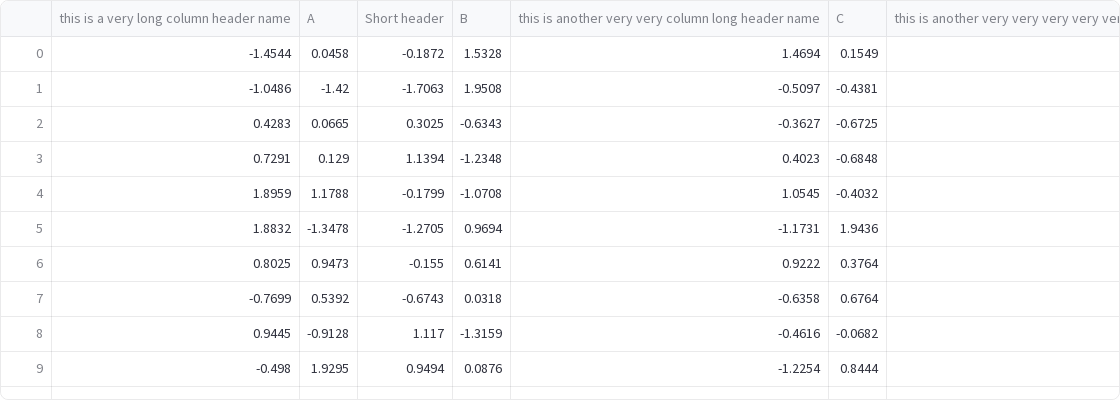 this is a very long column header name A Short header B this is another very very column long header name C this is another very very very very
0 -1.4544 0.0458 -0.1872 1.5328 1.4694 0.1549
1 -1.0486 -1.42 -1.7063 1.9508 -0.5097 -0.4381
2 0.4283 0.0665 0.3025 -0.6343 -0.3627 -0.6725
3 0.7291 0.129 1.1394 -1.2348 0.4023 -0.6848
4 1.8959 1.1788 -0.1799 -1.0708 1.0545 -0.4032
5 1.8832 -1.3478 -1.2705 0.9694 -1.1731 1.9436
6 0.8025 0.9473 -0.155 0.6141 0.9222 0.3764
7 -0.7699 0.5392 -0.6743 0.0318 -0.6358 0.6764
8 0.9445 -0.9128 1.117 -1.3159 -0.4616 -0.0682
9 -0.498 1.9295 0.9494 0.0876 -1.2254 0.8444